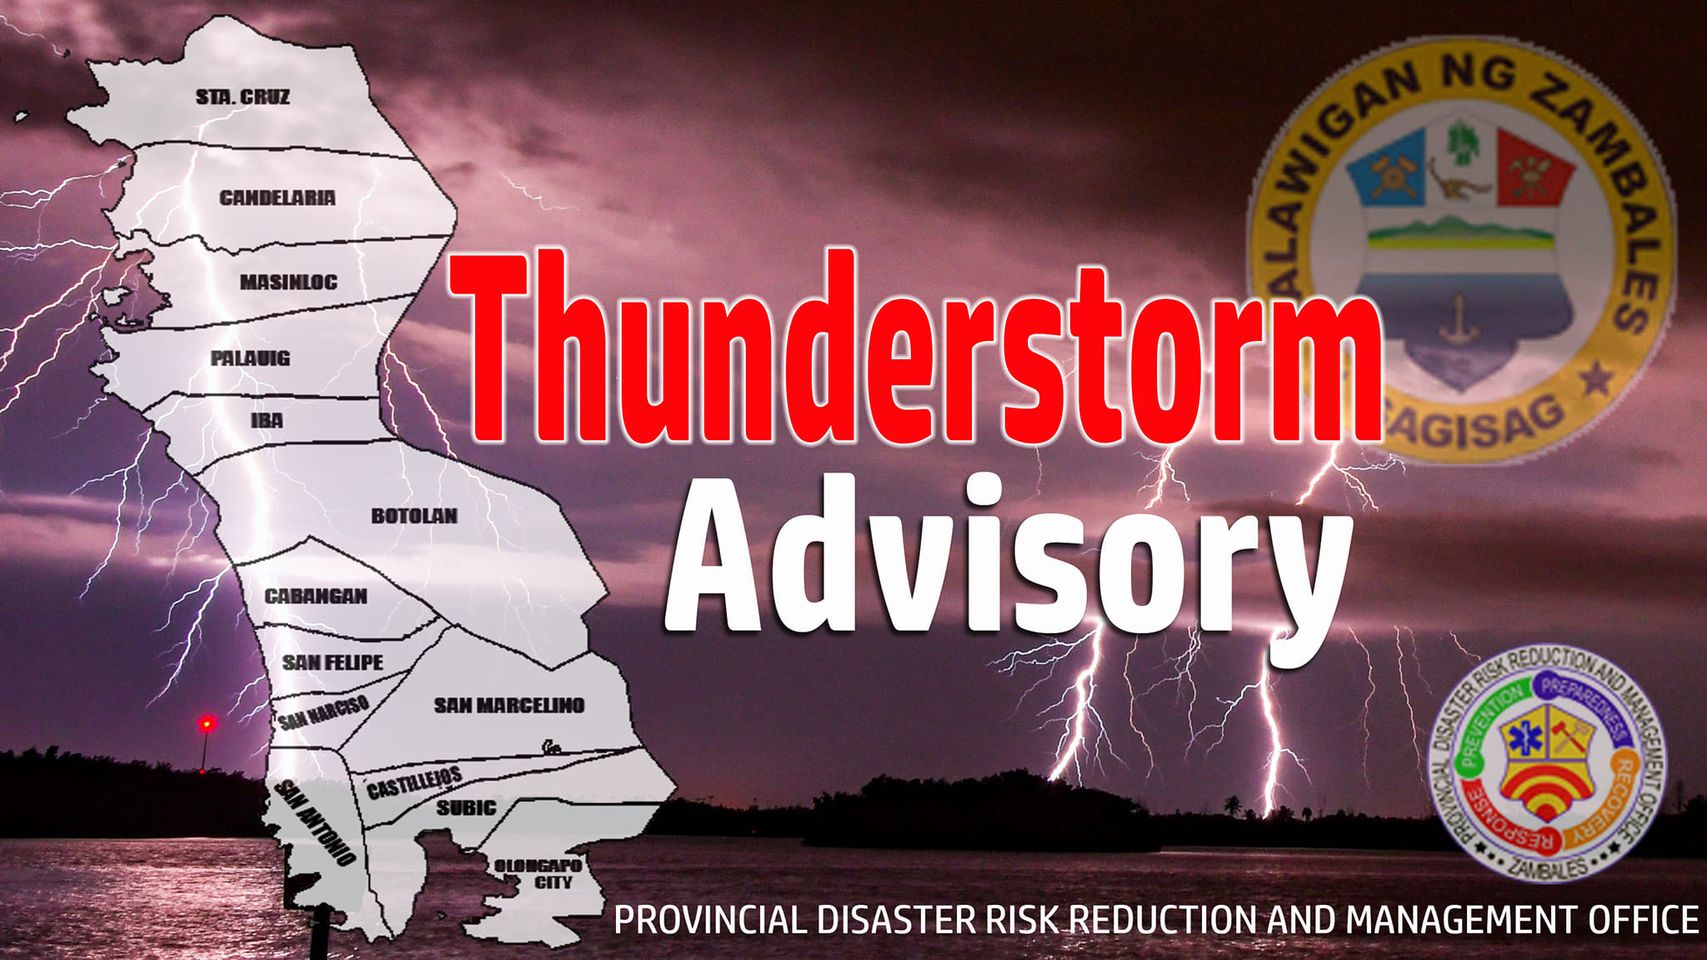 STA. CRUZ
CANDELARIA
MASINLOC
PALAUIG
IBA
BOTOLAN
CABANGAN
SAN FELIPE
SAN NARCISO
SAN MARCELINO
CASTILLEJOS
SUBIC
SAN ANTONIO
OLONGAPO
CITY
Thunderstorm
Advisory
ALAWIGAN NG ZAMBALES
SAGISAG
PROVINCIAL DISASTER RISK REDUCTION AND MANAGEMENT OFFICE
ZAMBALES
PREVENTION
PREPAREDNESS
RECOVERY
RESPONSE
PROVINCIAL DISASTER RISK REDUCTION AND MANAGEMENT OFFICE